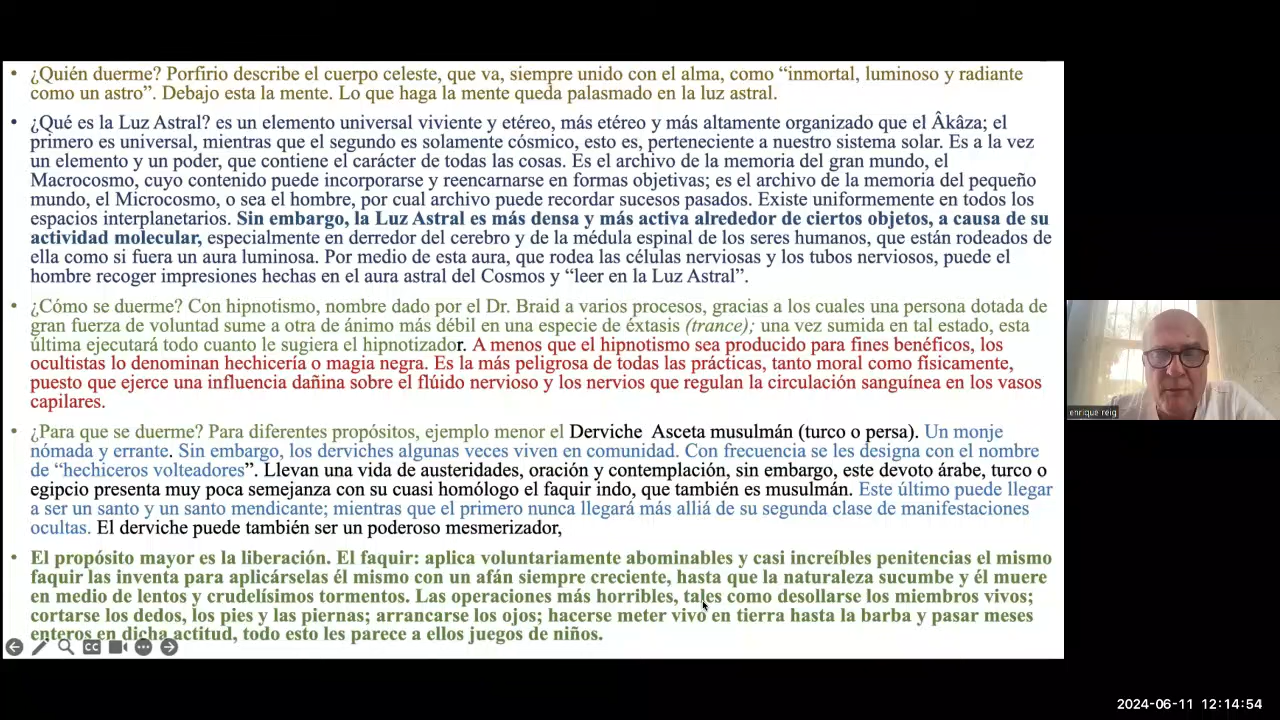 • ¿Quién duerme? Porfirio describe el cuerpo celeste, que va, siempre unido con el alma, como “inmortal, luminoso y radiante
como un astro”. Debajo esta la mente. Lo que haga la mente queda palasmado en la luz astral.
• ¿Qué es la Luz Astral? es un elemento universal viviente y etéreo, más etéreo y más altamente organizado que el Âkâza; el
primero es universal, mientras que el segundo es solamente cósmico, esto es, perteneciente a nuestro sistema solar. Es a la vez
un elemento y un poder, que contiene el carácter de todas las cosas. Es el archivo de la memoria del gran mundo, el
Macrocosmo, cuyo contenido puede incorporarse y reencarnarse en formas objetivas; es el archivo de la memoria del pequeño
mundo, el Microcosmo, o sea el hombre, por cual archivo puede recordar sucesos pasados. Existe uniformemente en todos los
espacios interplanetarios. Sin embargo, la Luz Astral es más densa y más activa alrededor de ciertos objetos, a causa de su
actividad molecular, especialmente en derredor del cerebro y de la médula espinal de los seres humanos, que están rodeados de
ella como si fuera un aura luminosa. Por medio de esta aura, que rodea las células nerviosas y los tubos nerviosos, puede el
hombre recoger impresiones hechas en el aura astral del Cosmos y “leer en la Luz Astral”.
• ¿Cómo se duerme? Con hipnotismo, nombre dado por el Dr. Braid a varios procesos, gracias a los cuales una persona dotada de
gran fuerza de voluntad sume a otra de ánimo más débil en una especie de éxtasis (trance); una vez sumida en tal estado, esta
última ejecutará todo cuanto le sugiera el hipnotizador. A menos que el hipnotismo sea producido para fines benéficos, los
ocultistas lo denominan hechicería o magia negra. Es la más peligrosa de todas las prácticas, tanto moral como físicamente,
puesto que ejerce una influencia dañina sobre el flúido nervioso y los nervios que regulan la circulación sanguínea en los vasos
capilares.
• ¿Para que se duerme? Para diferentes propósitos, ejemplo menor el Derviche Asceta musulmán (turco o persa). Un monje
nómada y errante. Sin embargo, los derviches algunas veces viven en comunidad. Con frecuencia se les designa con el nombre
de “hechiceros volteadores”. Llevan una vida de austeridades, oración y contemplación, sin embargo, este devoto árabe, turco o
egipcio presenta muy poca semejanza con su cuasi homólogo el faquir indo, que también es musulmán. Este último puede llegar
a ser un santo y un santo mendicante; mientras que el primero nunca llegará más alliá de su segunda clase de manifestaciones
ocultas. El derviche puede también ser un poderoso mesmerizador,
• El propósito mayor es la liberación. El faquir: aplica voluntariamente abominables y casi increíbles penitencias el mismo
faquir las inventa para aplicárselas él mismo con un afán siempre creciente, hasta que la naturaleza sucumbe y él muere
en medio de lentos y crudelísimos tormentos. Las operaciones más horribles, tales como desollarse los miembros vivos;
cortarse los dedos, los pies y las piernas; arrancarse los ojos; hacerse meter vivo en tierra hasta la barba y pasar meses
enteros en dicha actitud, todo esto les parece a ellos juegos de niños.
CC
enrique reig
2024-06-11 12:14:54